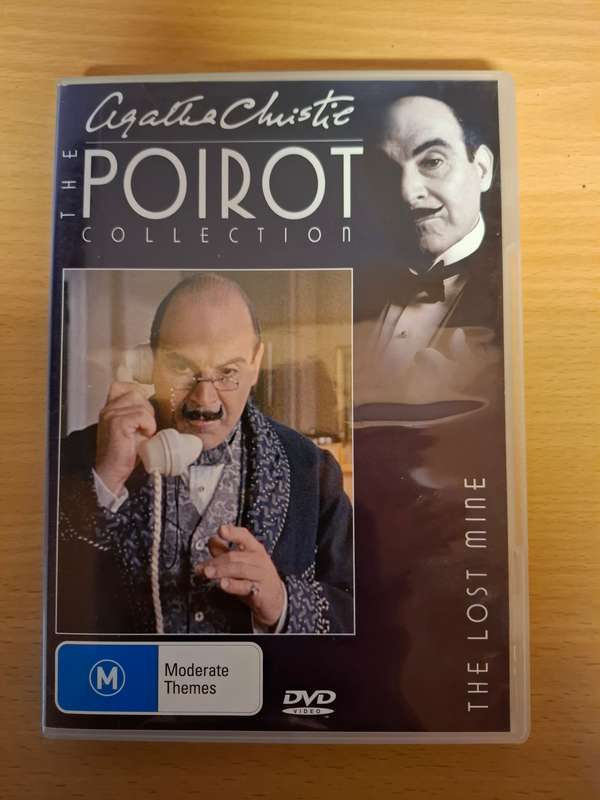 Agatha Christie
THE
POIROT
COLLECTION
THE LOST MINE
M
Moderate
Themes
DVD
VIDEO